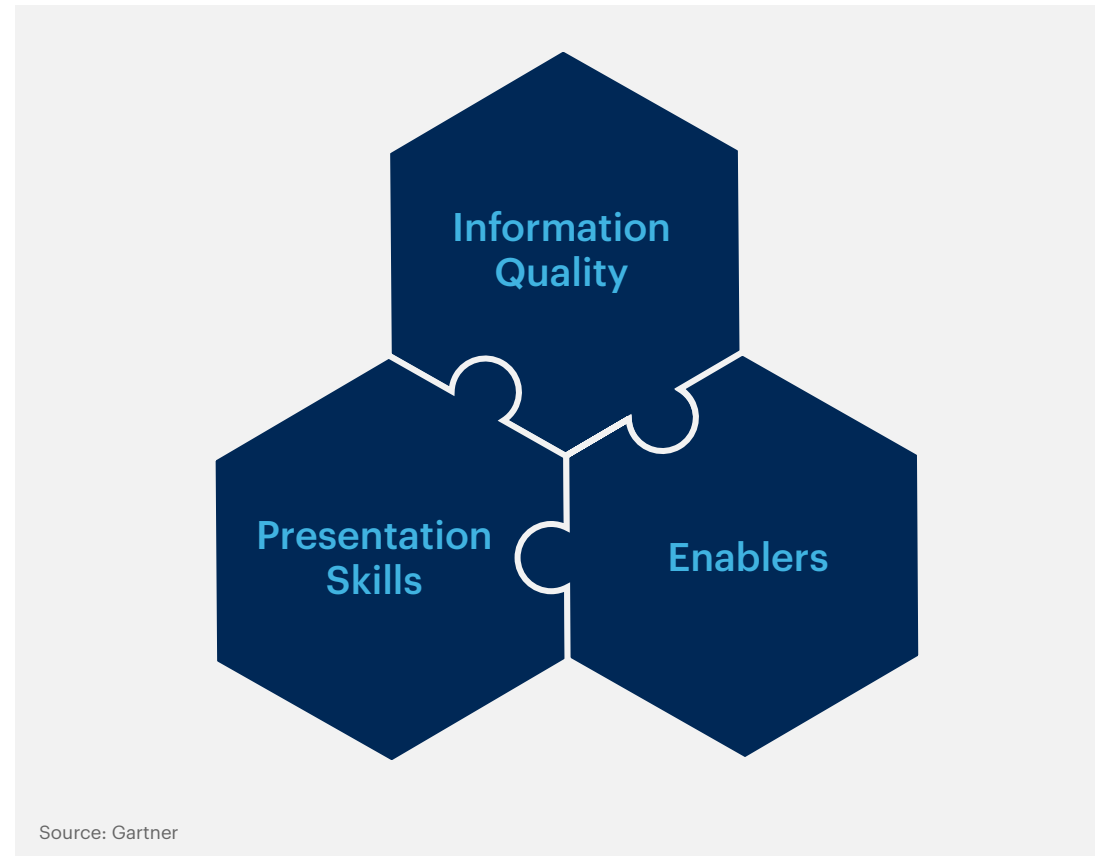 Information
Quality
Presentation
Skills
Enablers
Source: Gartner